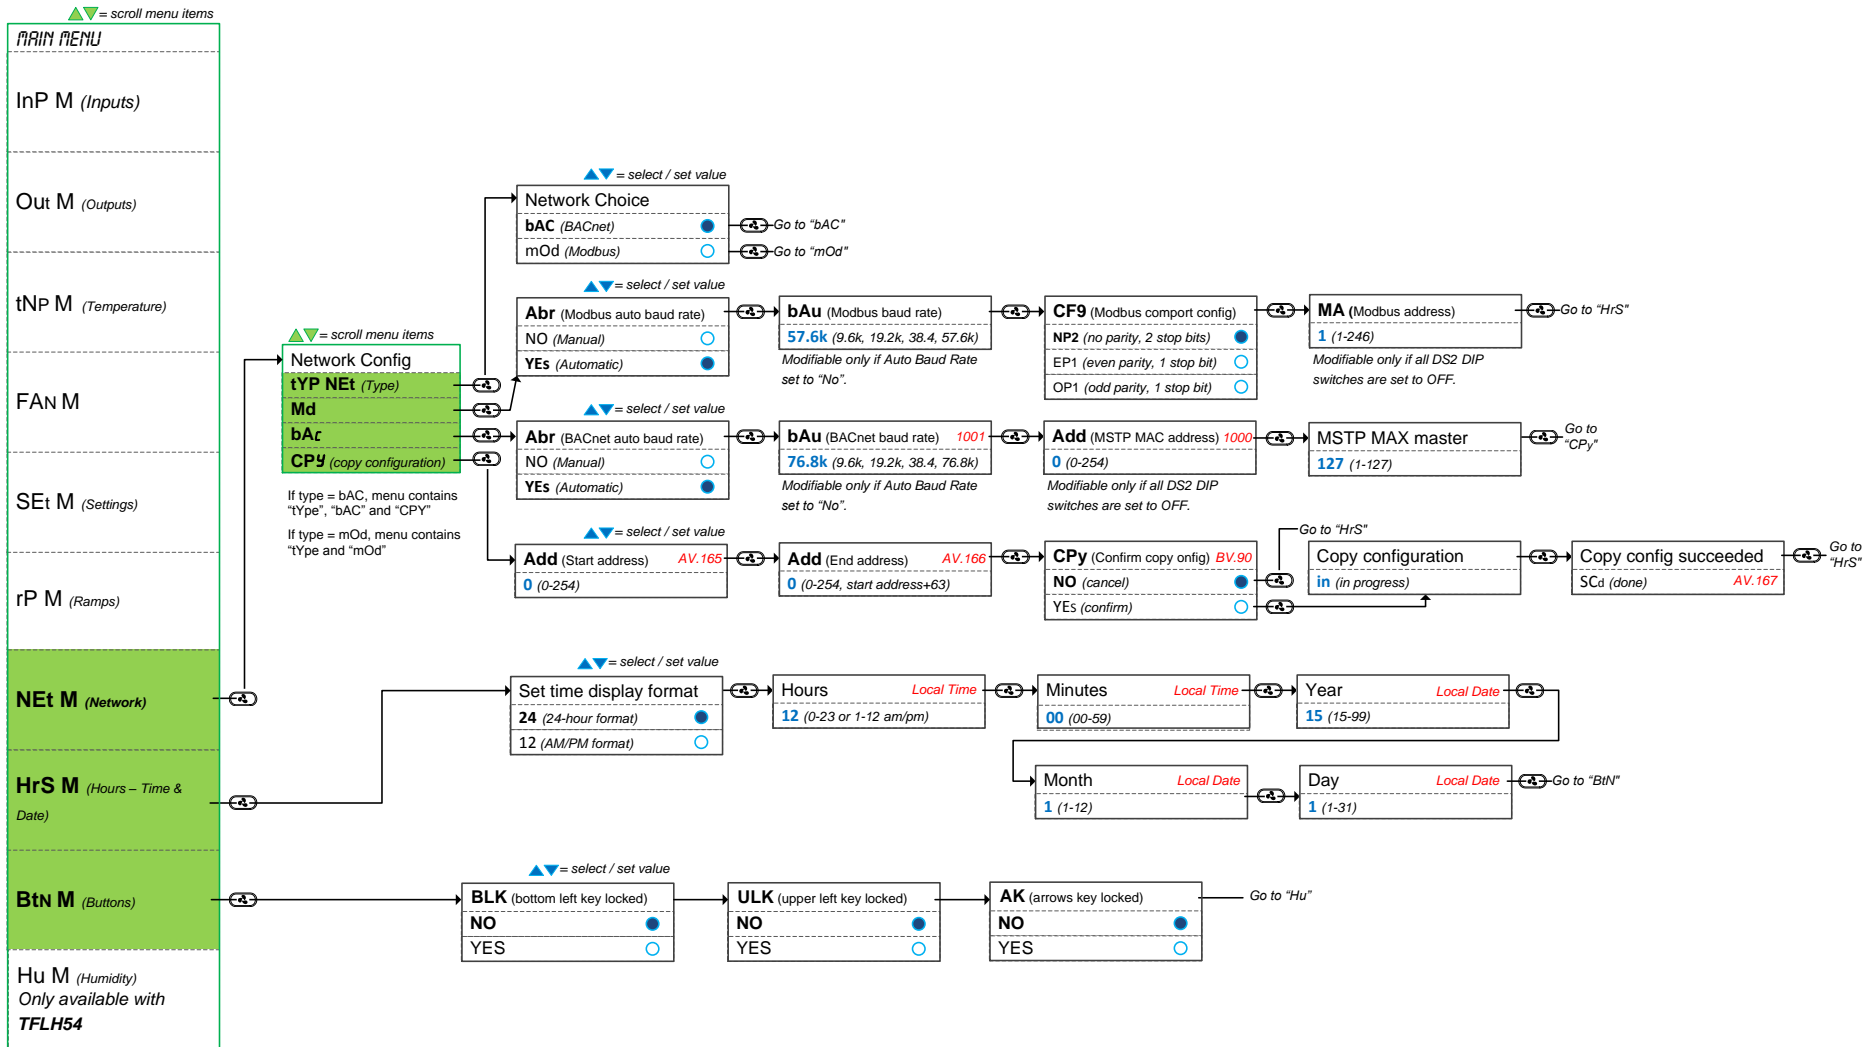 = scroll menu items
MAIN MENU
InP M (Inputs)
Out M (Outputs)
tNP M (Temperature)
FAN M
SEt M (Settings)
rP M (Ramps)
NEt M (Network)
HrS M (Hours – Time &
Date)
BtN M (Buttons)
Hu M (Humidity)
Only available with
TFLH54
= scroll menu items
Network Config
tYP NEt (Type)
Md
bAc
CPY (copy configuration)
If type = bAC, menu contains
“tYpe”, “bAC” and “CPY”
If type = mOd, menu contains
“tYpe and “mOd”
= select / set value
Network Choice
bAC (BACnet)
Go to “bAC"
mOd (Modbus)
Go to “mOd"
= select / set value
Abr (Modbus auto baud rate)
NO (Manual)
YEs (Automatic)
bAu (Modbus baud rate)
57.6k (9.6k, 19.2k, 38.4, 57.6k)
Modifiable only if Auto Baud Rate
set to “No”.
CF9 (Modbus comport config)
NP2 (no parity, 2 stop bits)
EP1 (even parity, 1 stop bit)
OP1 (odd parity, 1 stop bit)
MA (Modbus address)
1 (1-246)
Modifiable only if all DS2 DIP
switches are set to OFF.
Go to “HrS"
= select / set value
Abr (BACnet auto baud rate)
NO (Manual)
YEs (Automatic)
bAu (BACnet baud rate) 1001
76.8k (9.6k, 19.2k, 38.4, 76.8k)
Modifiable only if Auto Baud Rate
set to “No”.
Add (MSTP MAC address) 1000
0 (0-254)
Modifiable only if all DS2 DIP
switches are set to OFF.
MSTP MAX master
127 (1-127)
Go to
“CPy"
= select / set value
Add (Start address) AV.165
0 (0-254)
Add (End address) AV.166
0 (0-254, start address+63)
CPy (Confirm copy onfig) BV.90
NO (cancel)
YEs (confirm)
Go to “HrS"
Copy configuration
in (in progress)
Copy config succeeded
SCd (done) AV.167
Go to
“HrS"
= select / set value
Set time display format
24 (24-hour format)
12 (AM/PM format)
Hours Local Time
12 (0-23 or 1-12 am/pm)
Minutes Local Time
00 (00-59)
Year Local Date
15 (15-99)
Month Local Date
1 (1-12)
Day Local Date
1 (1-31)
Go to “BtN"
= select / set value
BLK (bottom left key locked)
NO
YES
ULK (upper left key locked)
NO
YES
AK (arrows key locked)
NO
YES
Go to “Hu”